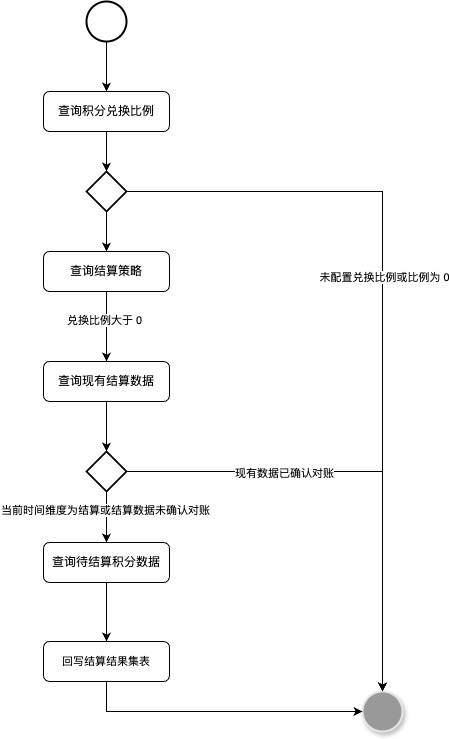 查询积分兑换比例
查询结算策略
未配置兑换比例或比例为 0
兑换比例大于 0
查询现有结算数据
现有数据已确认对账
当前时间维度为结算或结算数据未确认对账
查询待结算积分数据
回写结算结果集表